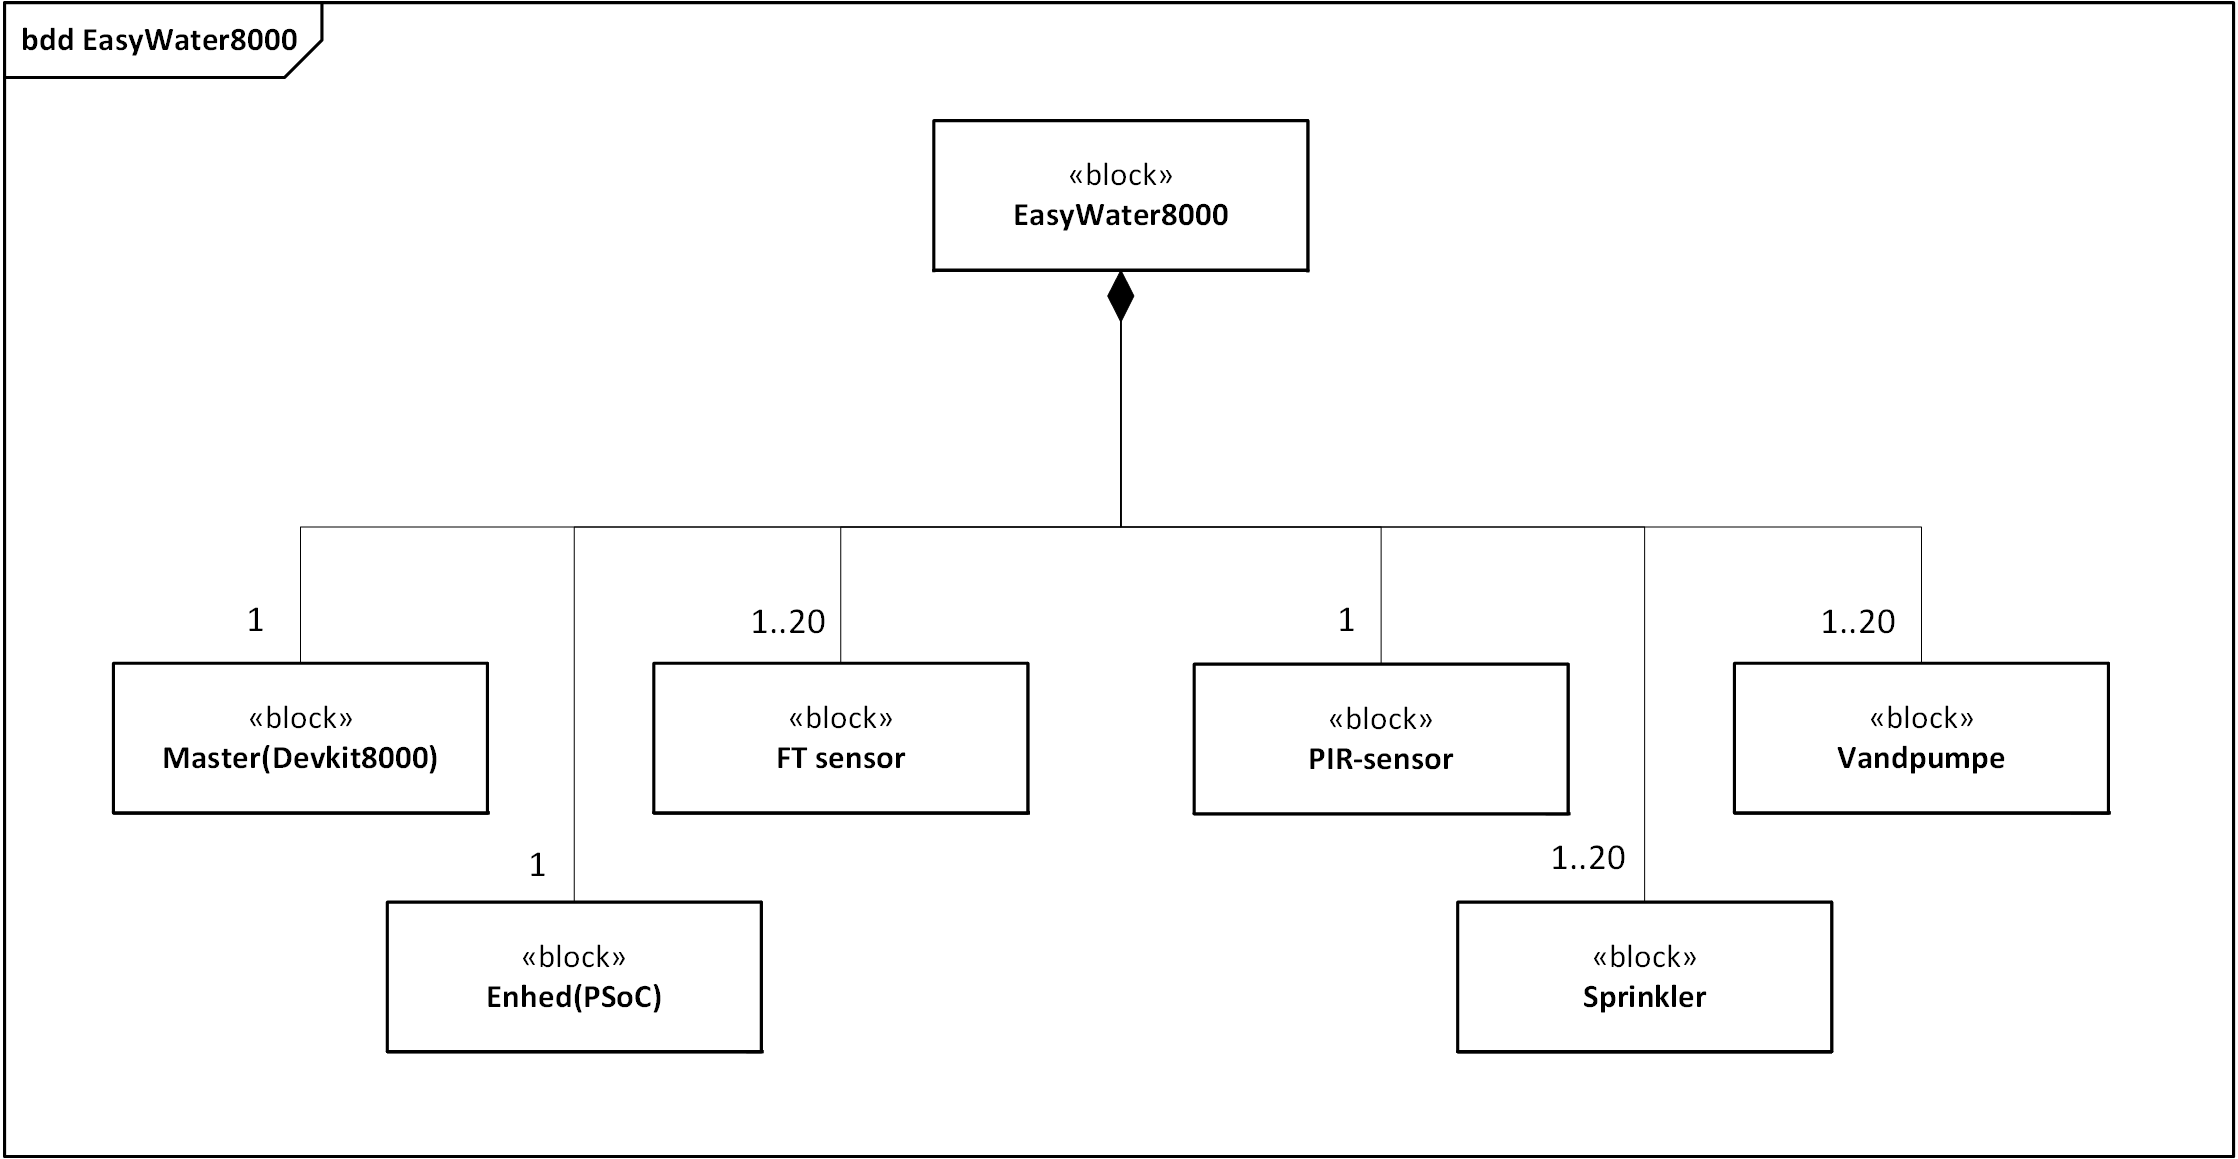 bdd EasyWater8000
«block»
EasyWater8000
1
1..20
1
1..20
«block»
Master(Devkit8000)
«block»
FT sensor
«block»
PIR-sensor
«block»
Vandpumpe
1
1..20
«block»
Enhed(PSoC)
«block»
Sprinkler